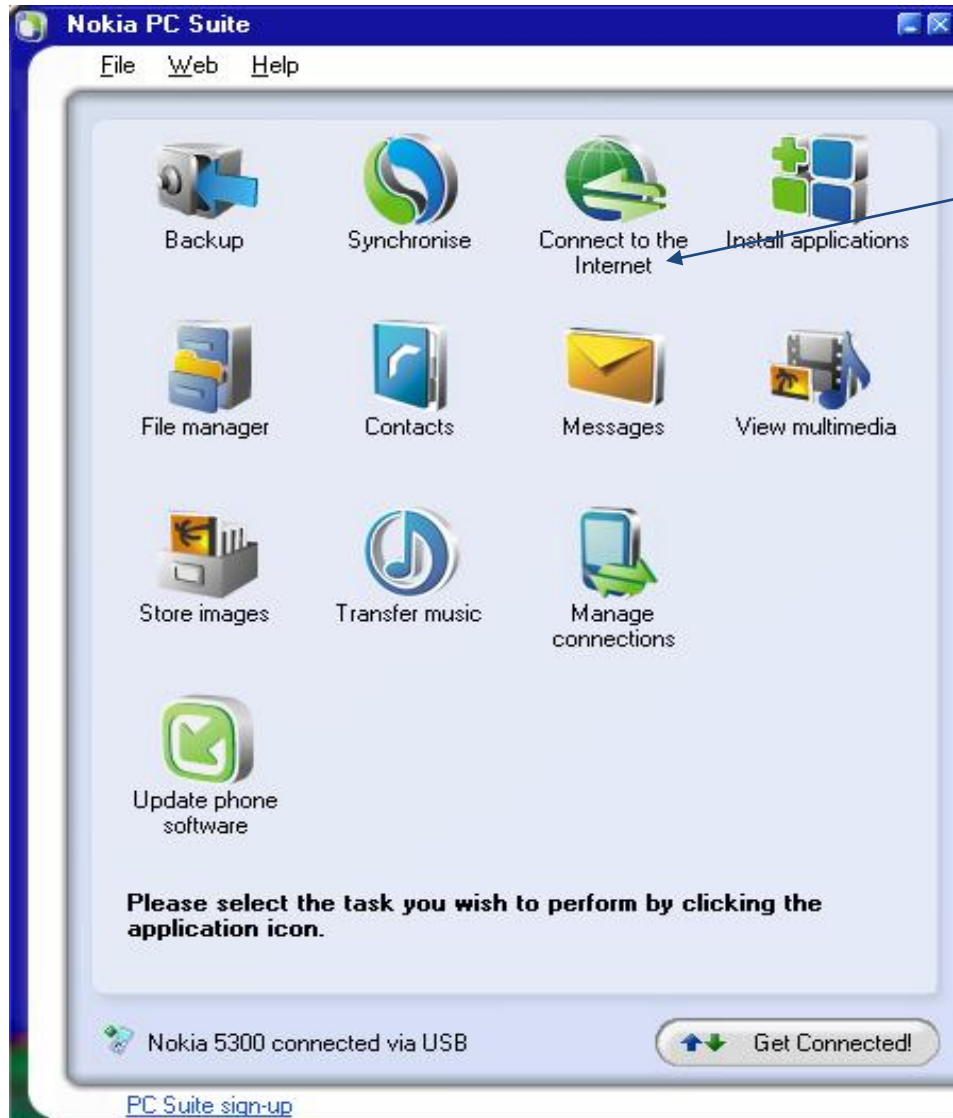 Nokia PC Suite
File Web Help
Backup Synchronise Connect to the Internet Install applications
File manager Contacts Messages View multimedia
Store images Transfer music Manage connections
Update phone software
Please select the task you wish to perform by clicking the
application icon.
Nokia 5300 connected via USB Get Connected!
PC Suite sign-up